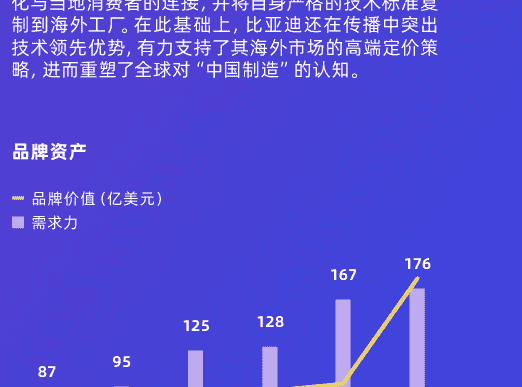 化与当地消费者的连接, 并将自身严格的技术标准复
制到海外工厂。在此基础上, 比亚迪还在传播中突出
技术领先优势, 有力支持了其海外市场的高端定价策
略, 进而重塑了全球对 “中国制造” 的认知。
品牌资产
品牌价值 (亿美元)
需求力
87
95
125
128
167
176